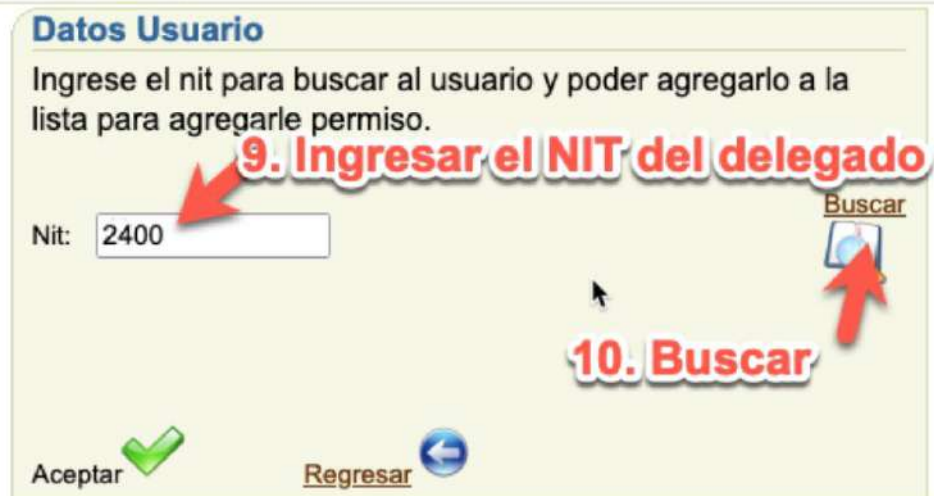 Datos Usuario
Ingrese el nit para buscar al usuario y poder agregarlo a la
lista para agregarle permiso.
9. Ingresar el NIT del delegado
Buscar
Nit: 2400
10. Buscar
Aceptar Regresar